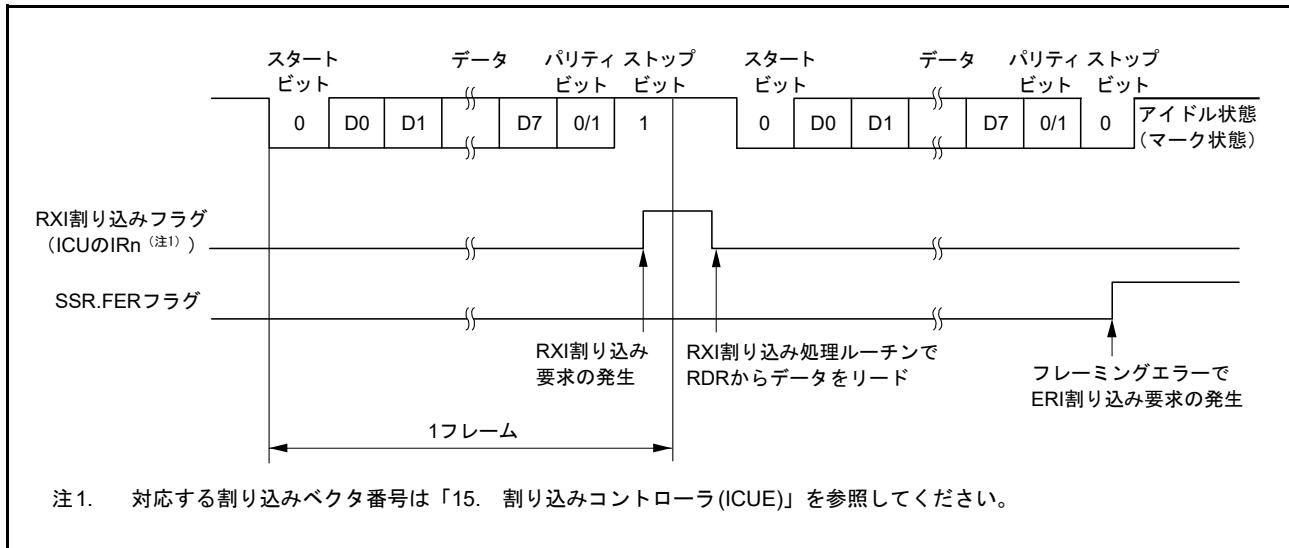 スタート データ パリティ ストップ スタート データ パリティ ストップ
ビット ビット ビット ビット ビット ビット
0 D0 D1 D7 0/1 1 0 D0 D1 D7 0/1 0 アイドル状態
(マーク状態)
RXI割り込みフラグ
(ICUのIRn (注1) )
SSR.FERフラグ
RXI割り込み
要求の発生
RXI割り込み処理ルーチンで
RDRからデータをリード
フレーミングエラーで
ERI割り込み要求の発生
1フレーム
注1. 対応する割り込みベクタ番号は「15. 割り込みコントローラ(ICUE)」を参照してください。